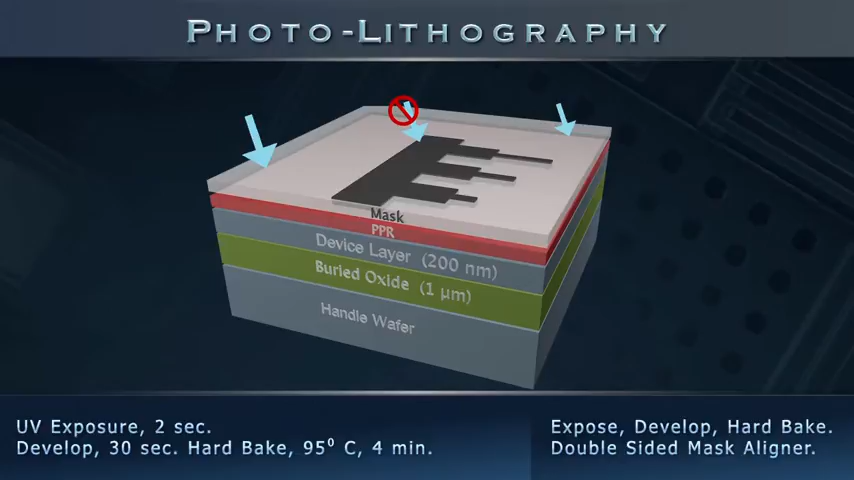 PHOTO-LITHOGRAPHY
Mask
PPR
Device Layer (200 nm)
Buried Oxide (1 μm)
Handle Wafer
UV Exposure, 2 sec.
Develop, 30 sec. Hard Bake, 95⁰ C, 4 min.
Expose, Develop, Hard Bake.
Double Sided Mask Aligner.